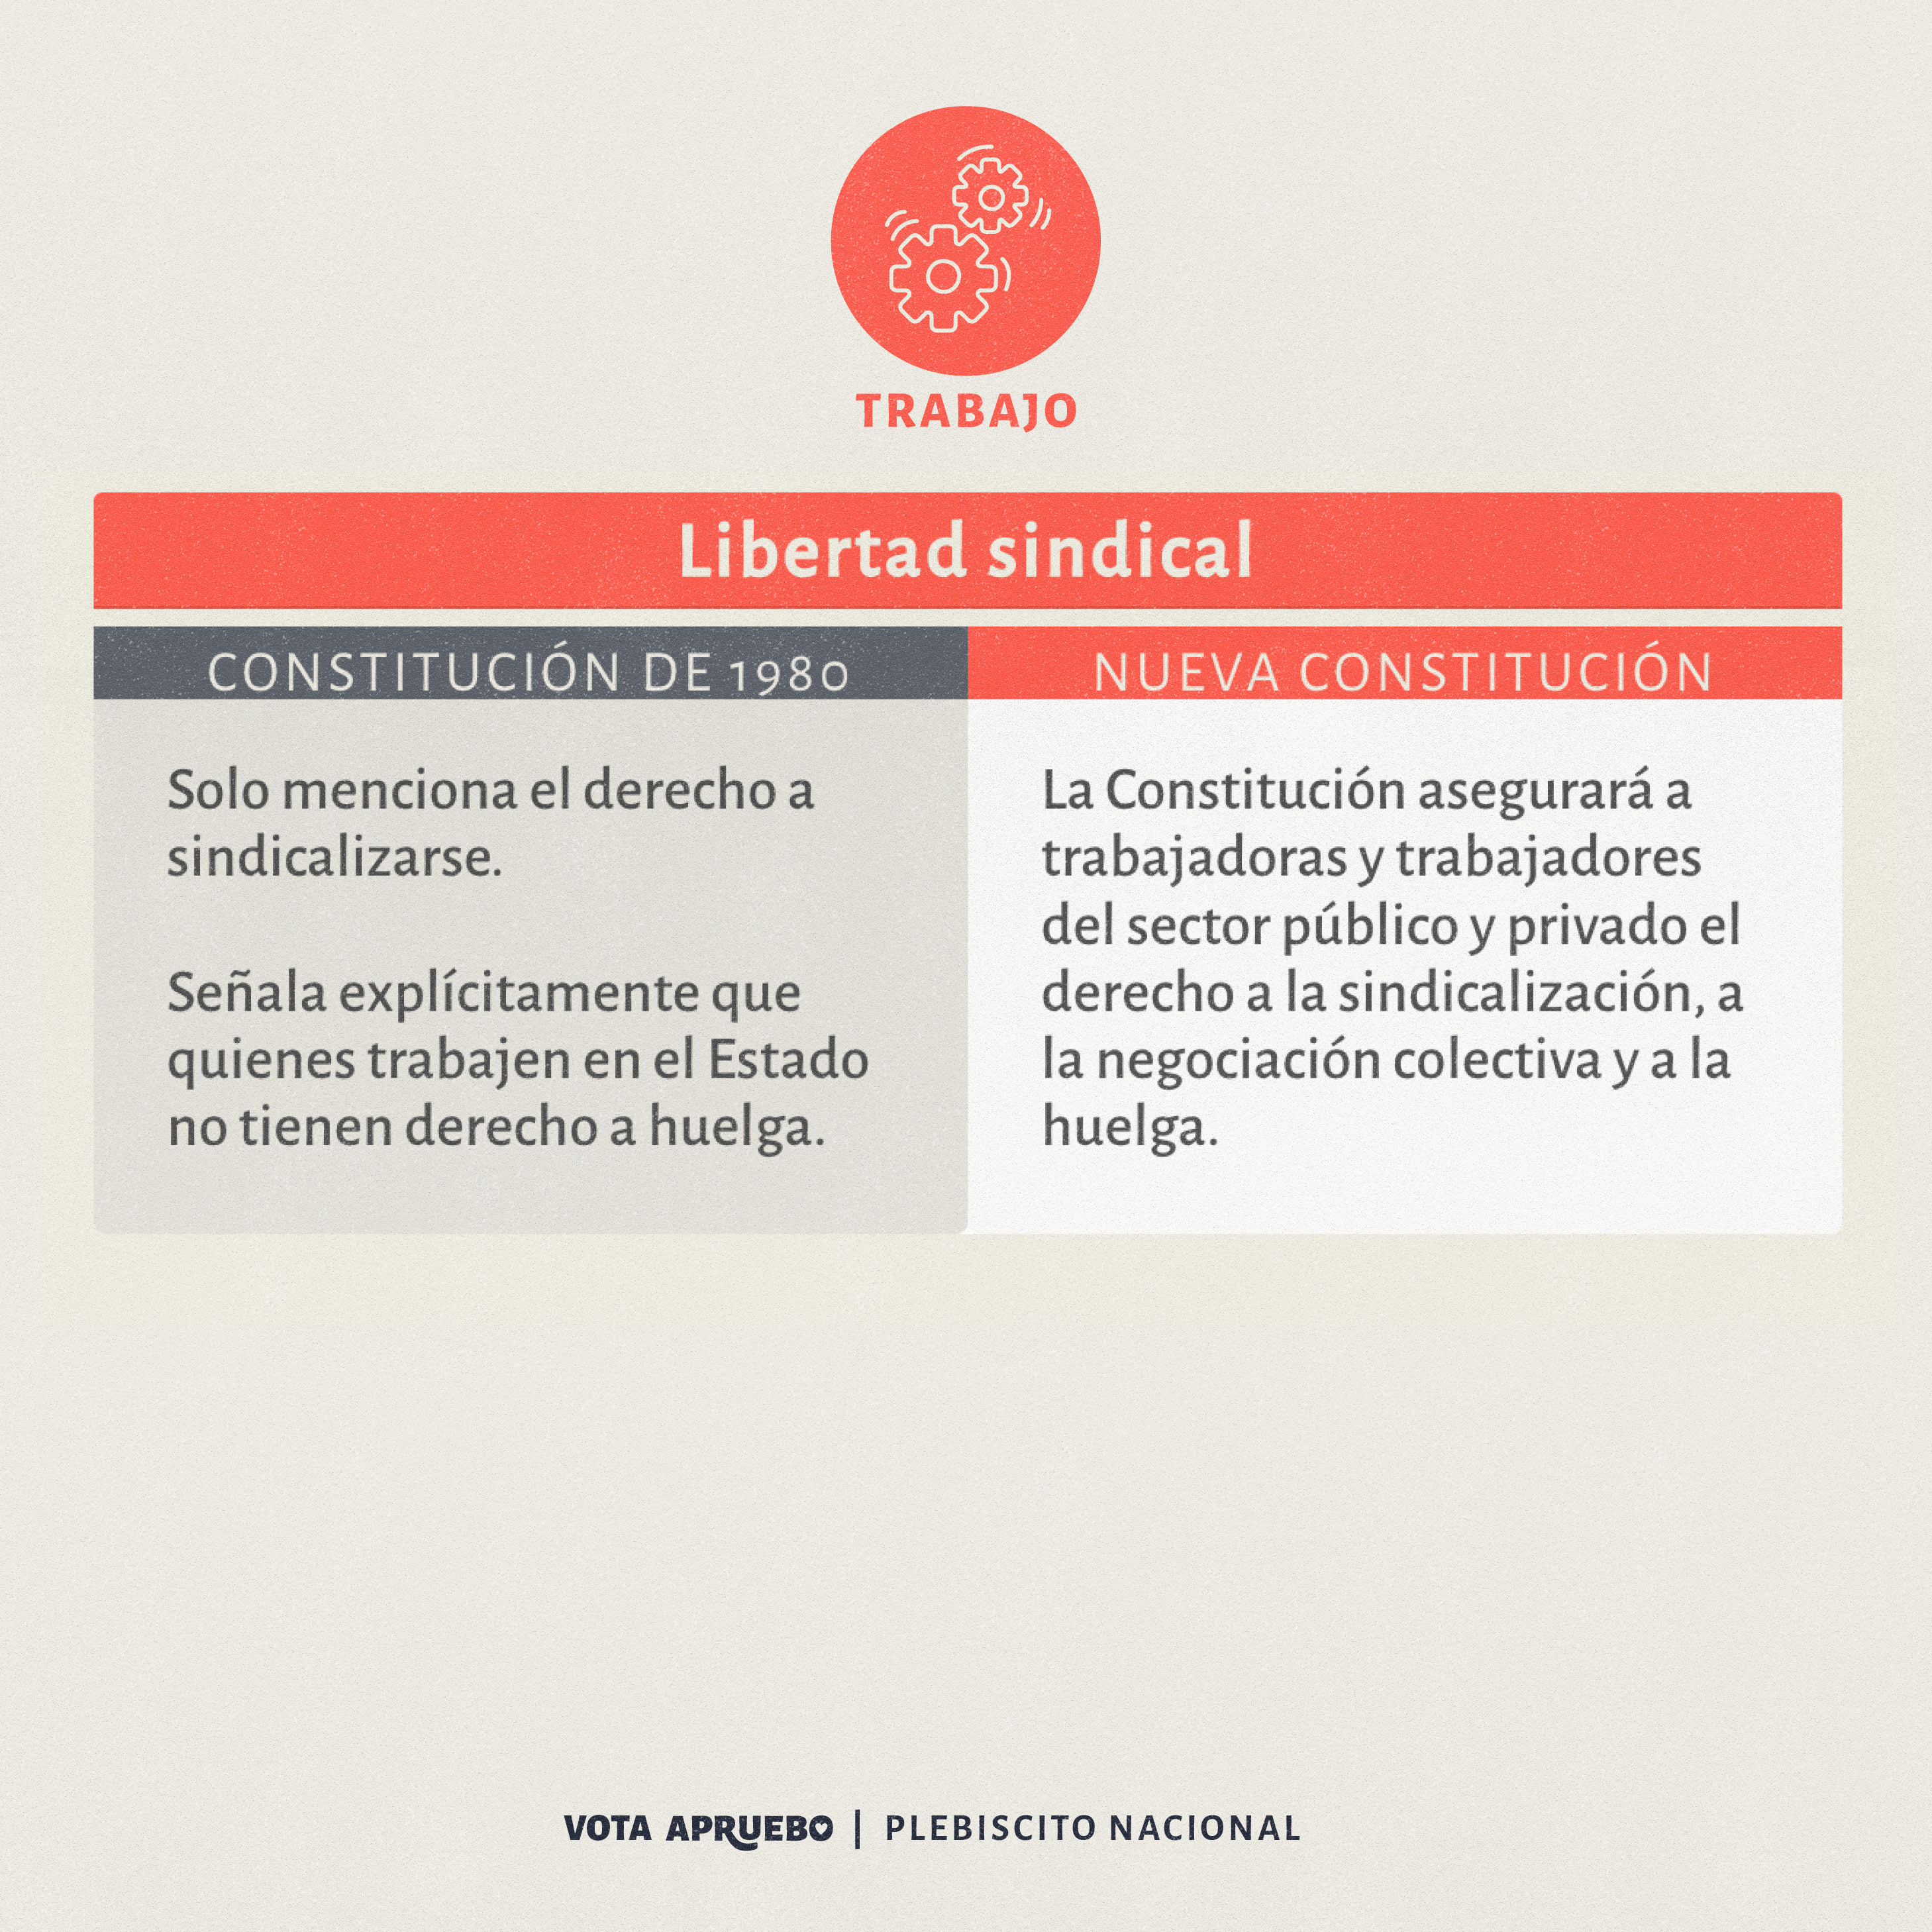 TRABAJO
Libertad sindical
CONSTITUCIÓN DE 1980
Solo menciona el derecho a
sindicalizarse.
Señala explícitamente que
quienes trabajen en el Estado
no tienen derecho a huelga.
NUEVA CONSTITUCIÓN
La Constitución asegurará a
trabajadoras y trabajadores
del sector público y privado el
derecho a la sindicalización, a
la negociación colectiva y a la
huelga.
VOTA APRUEBO | PLEBISCITO NACIONAL